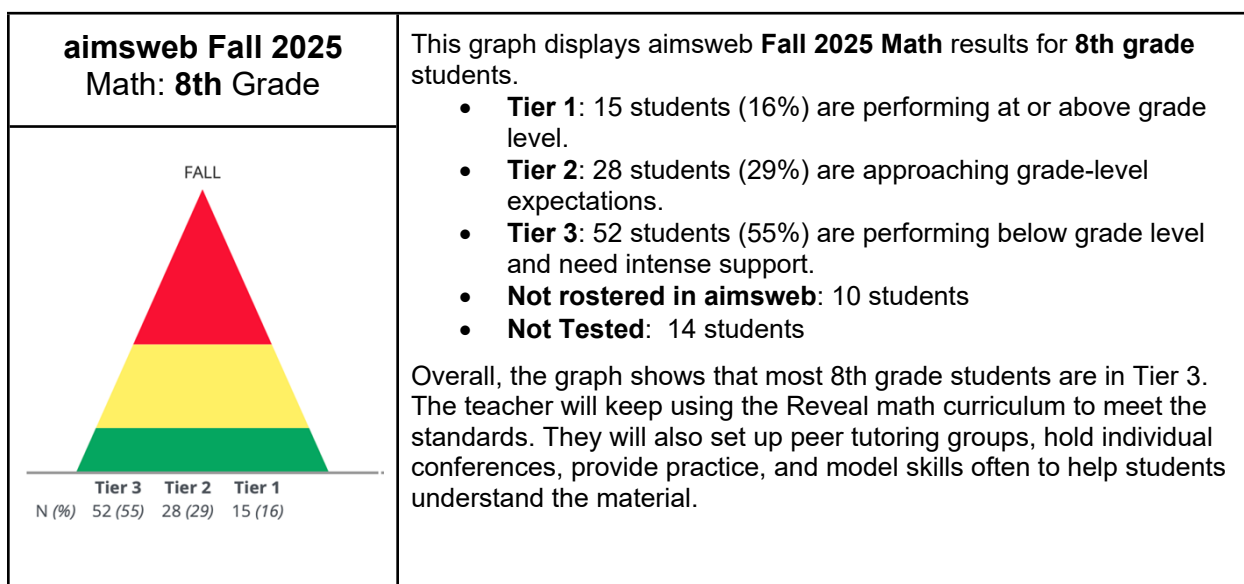 aimsweb Fall 2025
Math: 8th Grade
FALL
Tier 3 Tier 2 Tier 1
N (%) 52 (55) 28 (29) 15 (16)
This graph displays aimsweb Fall 2025 Math results for 8th grade
students.
• Tier 1: 15 students (16%) are performing at or above grade
level.
• Tier 2: 28 students (29%) are approaching grade-level
expectations.
• Tier 3: 52 students (55%) are performing below grade level
and need intense support.
• Not rostered in aimsweb: 10 students
• Not Tested: 14 students
Overall, the graph shows that most 8th grade students are in Tier 3.
The teacher will keep using the Reveal math curriculum to meet the
standards. They will also set up peer tutoring groups, hold individual
conferences, provide practice, and model skills often to help students
understand the material.